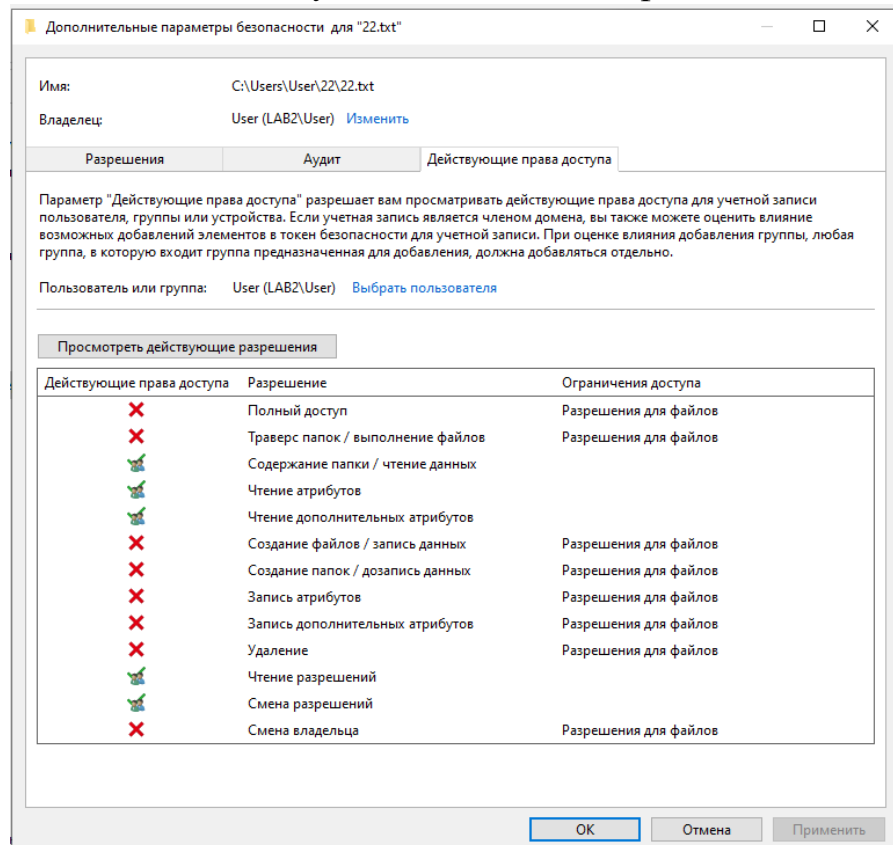 Дополнительные параметры безопасности для "22.txt"
Имя: C:\Users\User\22\22.txt
Владелец: User (LAB2\User) Изменить
Разрешения Аудит Действующие права доступа
Параметр "Действующие права доступа" разрешает вам просматривать действующие права доступа для учетной записи
пользователя, группы или устройства. Если учетная запись является членом домена, вы также можете оценить влияние
возможных добавлений элементов в токен безопасности для учетной записи. При оценке влияния добавления группы, любая
группа, в которую входит группа предназначенная для добавления, должна добавляться отдельно.
Пользователь или группа: User (LAB2\User) Выбрать пользователя
Просмотреть действующие разрешения
Действующие права доступа Разрешение Ограничения доступа
Полный доступ Разрешения для файлов
Траверс папок / выполнение файлов Разрешения для файлов
Содержание папки / чтение данных
Чтение атрибутов
Чтение дополнительных атрибутов
Создание файлов / запись данных Разрешения для файлов
Создание папок / дозапись данных Разрешения для файлов
Запись атрибутов Разрешения для файлов
Запись дополнительных атрибутов Разрешения для файлов
Удаление Разрешения для файлов
Чтение разрешений
Смена разрешений
Смена владельца Разрешения для файлов
ОК Отмена Применить